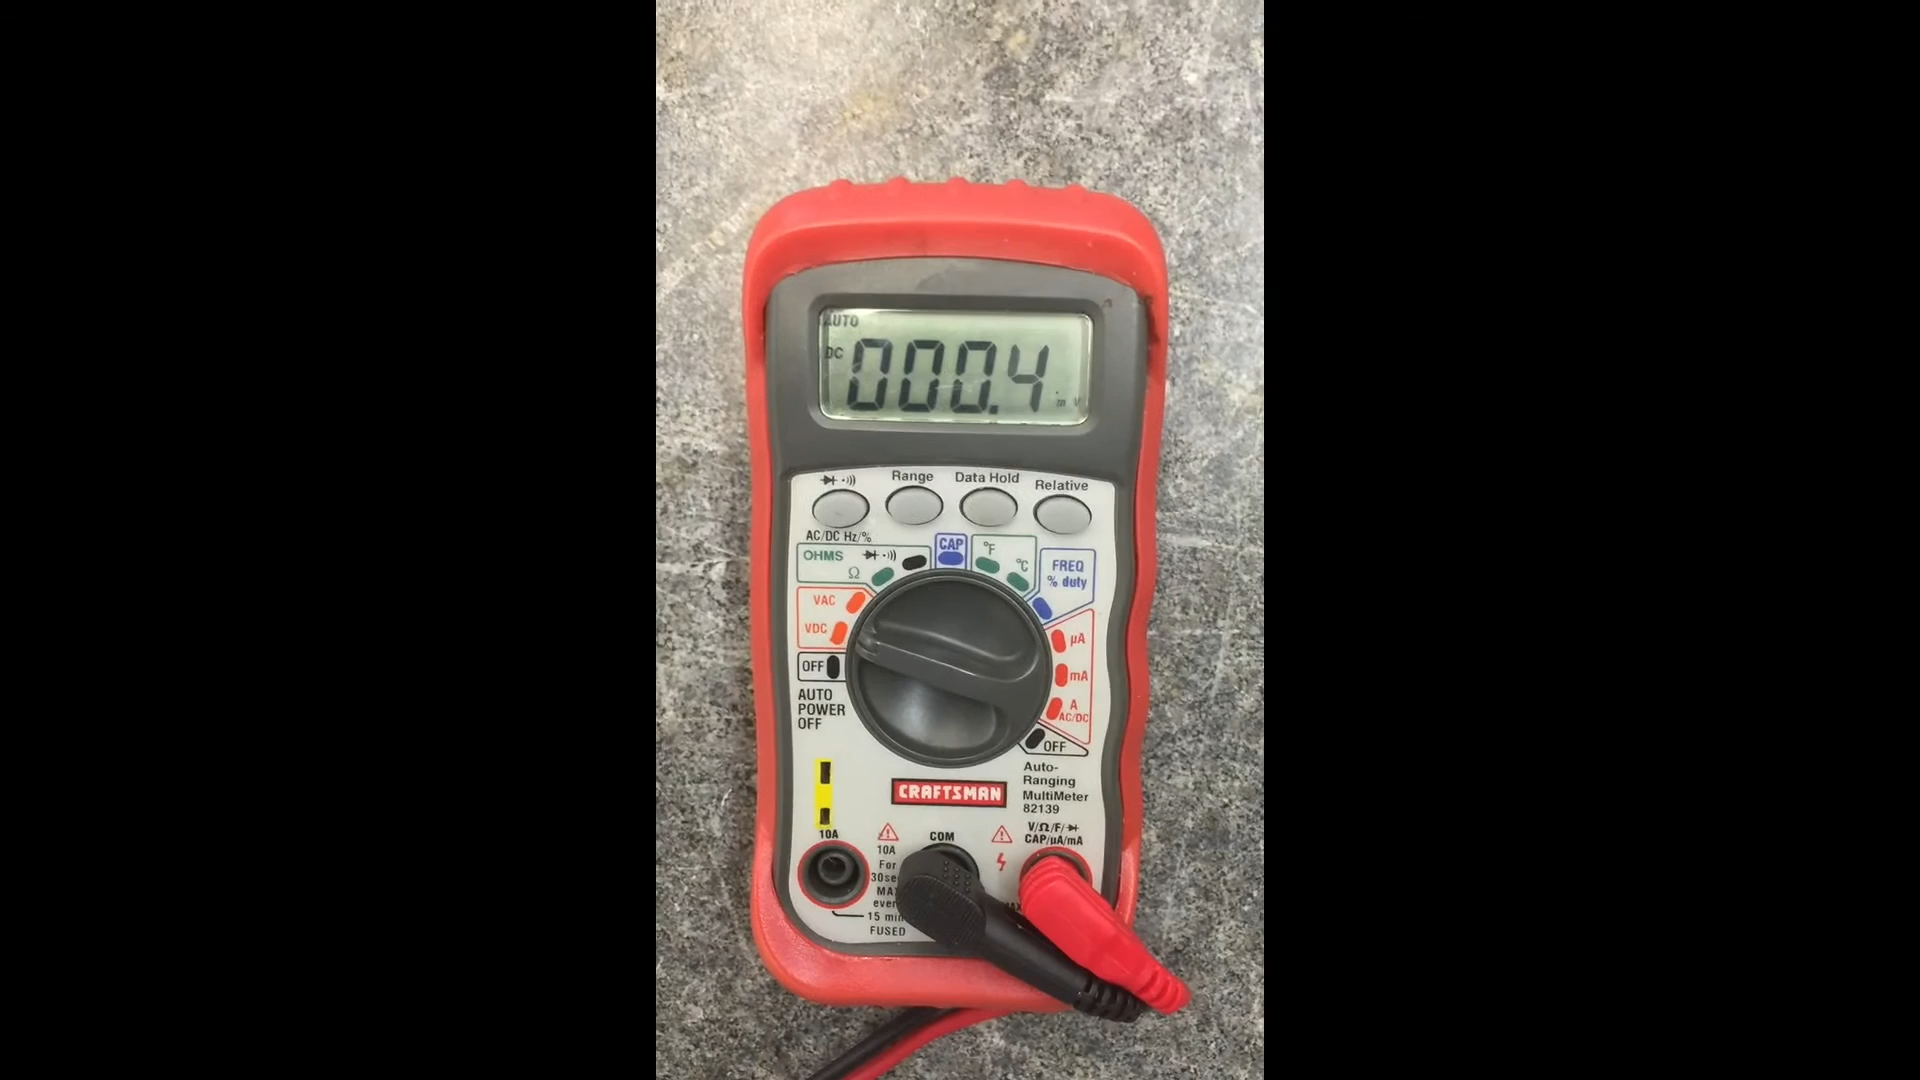 AUTO
DC 000.4 m V
Range Data Hold Relative
AC/DC Hz/%
OHMS
Ω
CAP
°F
°C
FREQ
% duty
VAC
VDC
OFF
AUTO
POWER
OFF
µA
mA
A
AC/DC
OFF
Auto-
Ranging
MultiMeter
82139
CRAFTSMAN
10A
10A
For
15 min
FUSED
COM
V/Ω/F/
CAP/µA/mA